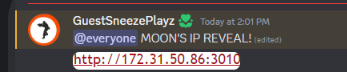 GuestSneezePlayz Today at 2:01 PM
@everyone MOON'S IP REVEAL! (edited)
http://172.31.50.86:3010